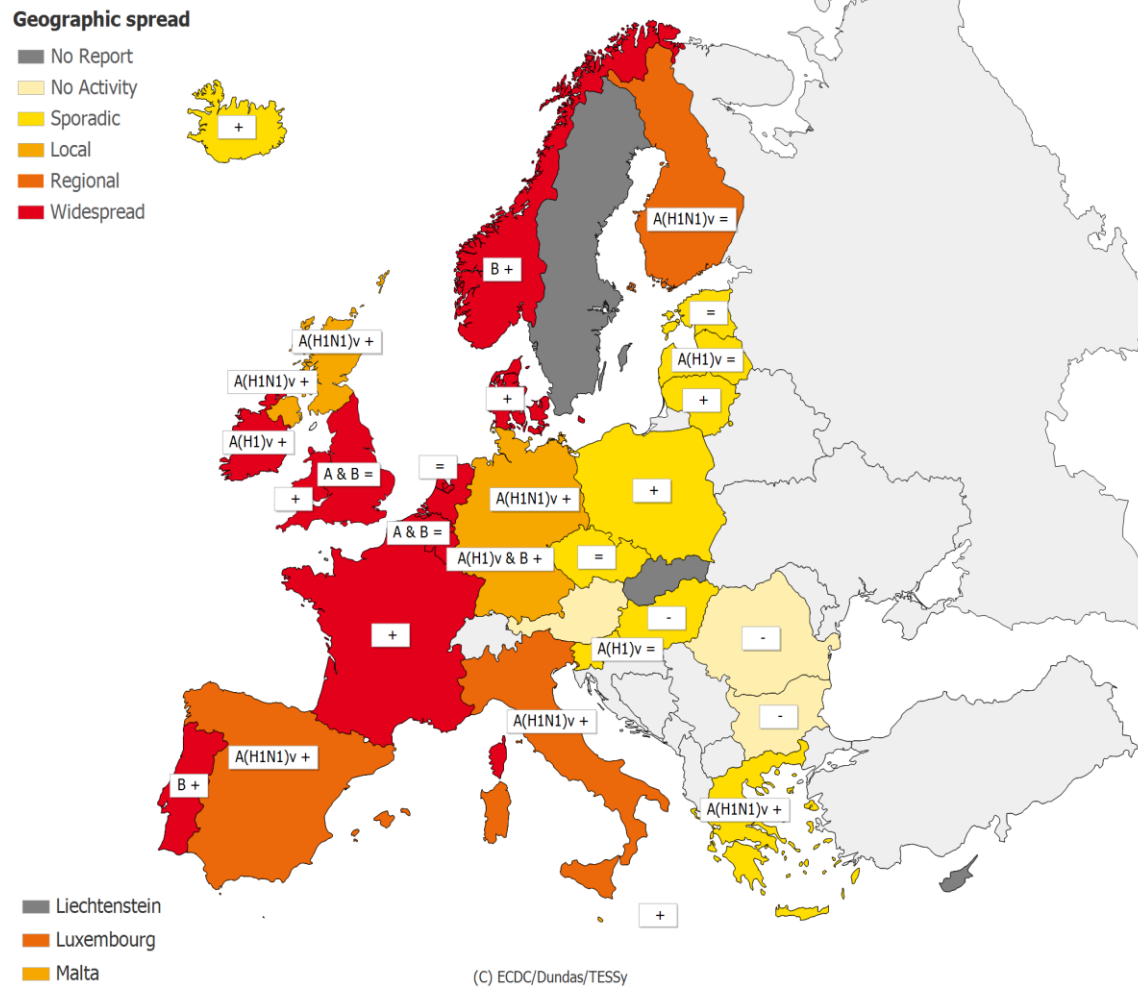 Geographic spread
No Report
No Activity
Sporadic
Local
Regional
Widespread
+
A(H1N1)v =
B +
=
A(H1N1)v +
A(H1)v =
A(H1N1)v +
+
+
A(H1)v +
=
A & B =
+
A(H1N1)v +
+
A & B =
A(H1)v & B +
=
-
+
A(H1)v =
-
A(H1N1)v +
-
A(H1N1)v +
B +
A(H1N1)v +
+
Liechtenstein
Luxembourg
Malta
(C) ECDC/Dundas/TESSy